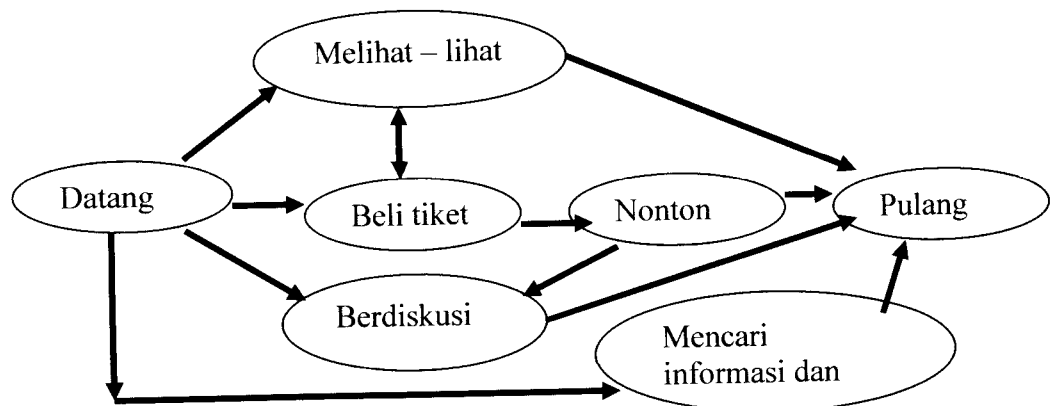 Melihat – lihat
Datang
Beli tiket
Nonton
Pulang
Berdiskusi
Mencari
informasi dan